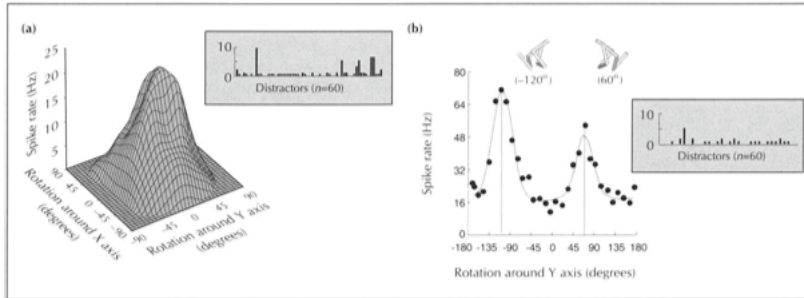 (a)
25
20
15
10
5
Spike rate (Hz)
90
45
0
-45
-90
Rotation around X axis
(degrees)
-90
-45
0
45
90
Rotation around Y axis
(degrees)
10
0
Distractors (n=60)
(b)
(-120°)
(60°)
80
64
48
32
16
0
Spike rate (Hz)
-180 -135 -90 -45 0 45 90 135 180
Rotation around Y axis (degrees)
10
0
Distractors (n=60)